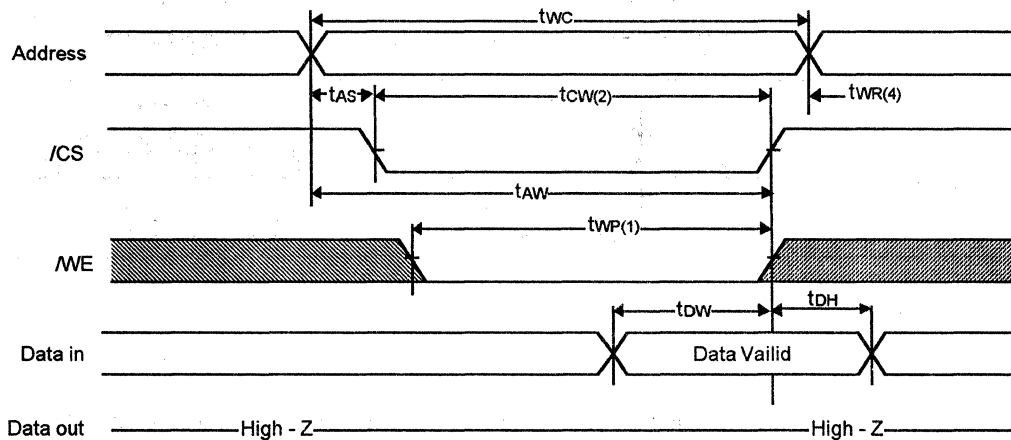 tWC
Address
tAS
tCW(2)
tWR(4)
/CS
tAW
tWP(1)
/WE
tDW
tDH
Data in
Data Vailid
Data out
High - Z
High - Z